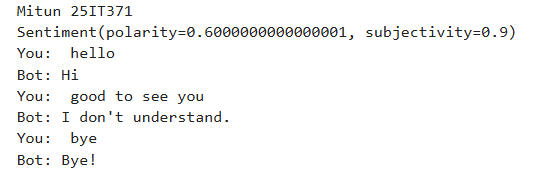 Mitun 25IT371
Sentiment(polarity=0.6000000000000001, subjectivity=0.9)
You:  hello
Bot: Hi
You:  good to see you
Bot: I don't understand.
You:  bye
Bot: Bye!